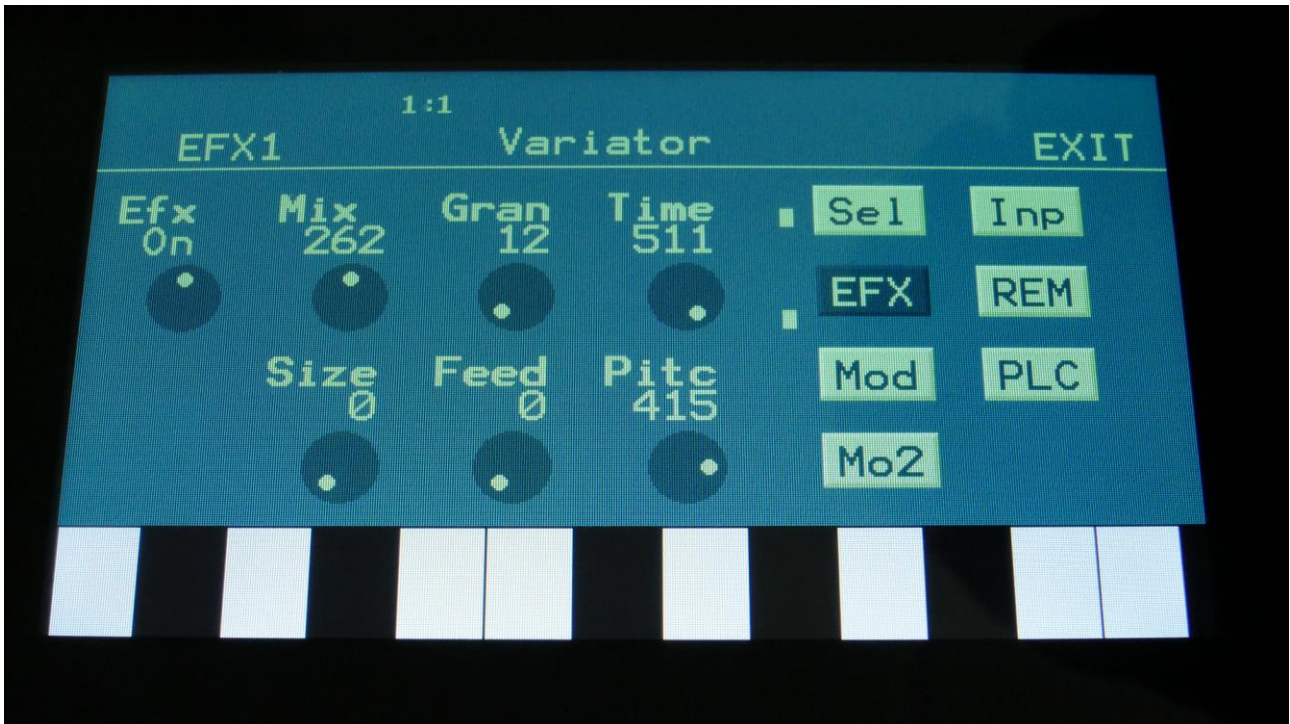 1:1
EFX1 Variator EXIT
Efx Mix Gran Time Sel Inp
On 262 12 511
EFX REM
Size Feed Pitc Mod PLC
0 0 415
Mo2